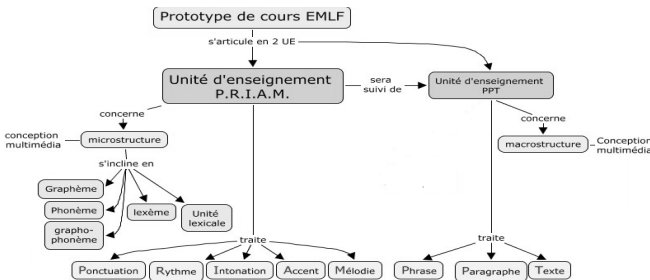 Prototype de cours EMLF
s'articule en 2 UE
Unité d'enseignement
P.R.I.A.M.
sera
suivi de
Unité d'enseignement
PPT
concerne
concerne
conception
multimédia
microstructure
macrostructure
Conception
multimédia
s'incline en
Graphème
Phonème
grapho-
phonème
lexème
Unité
lexicale
traite
traite
Ponctuation
Rythme
Intonation
Accent
Mélodie
Phrase
Paragraphe
Texte